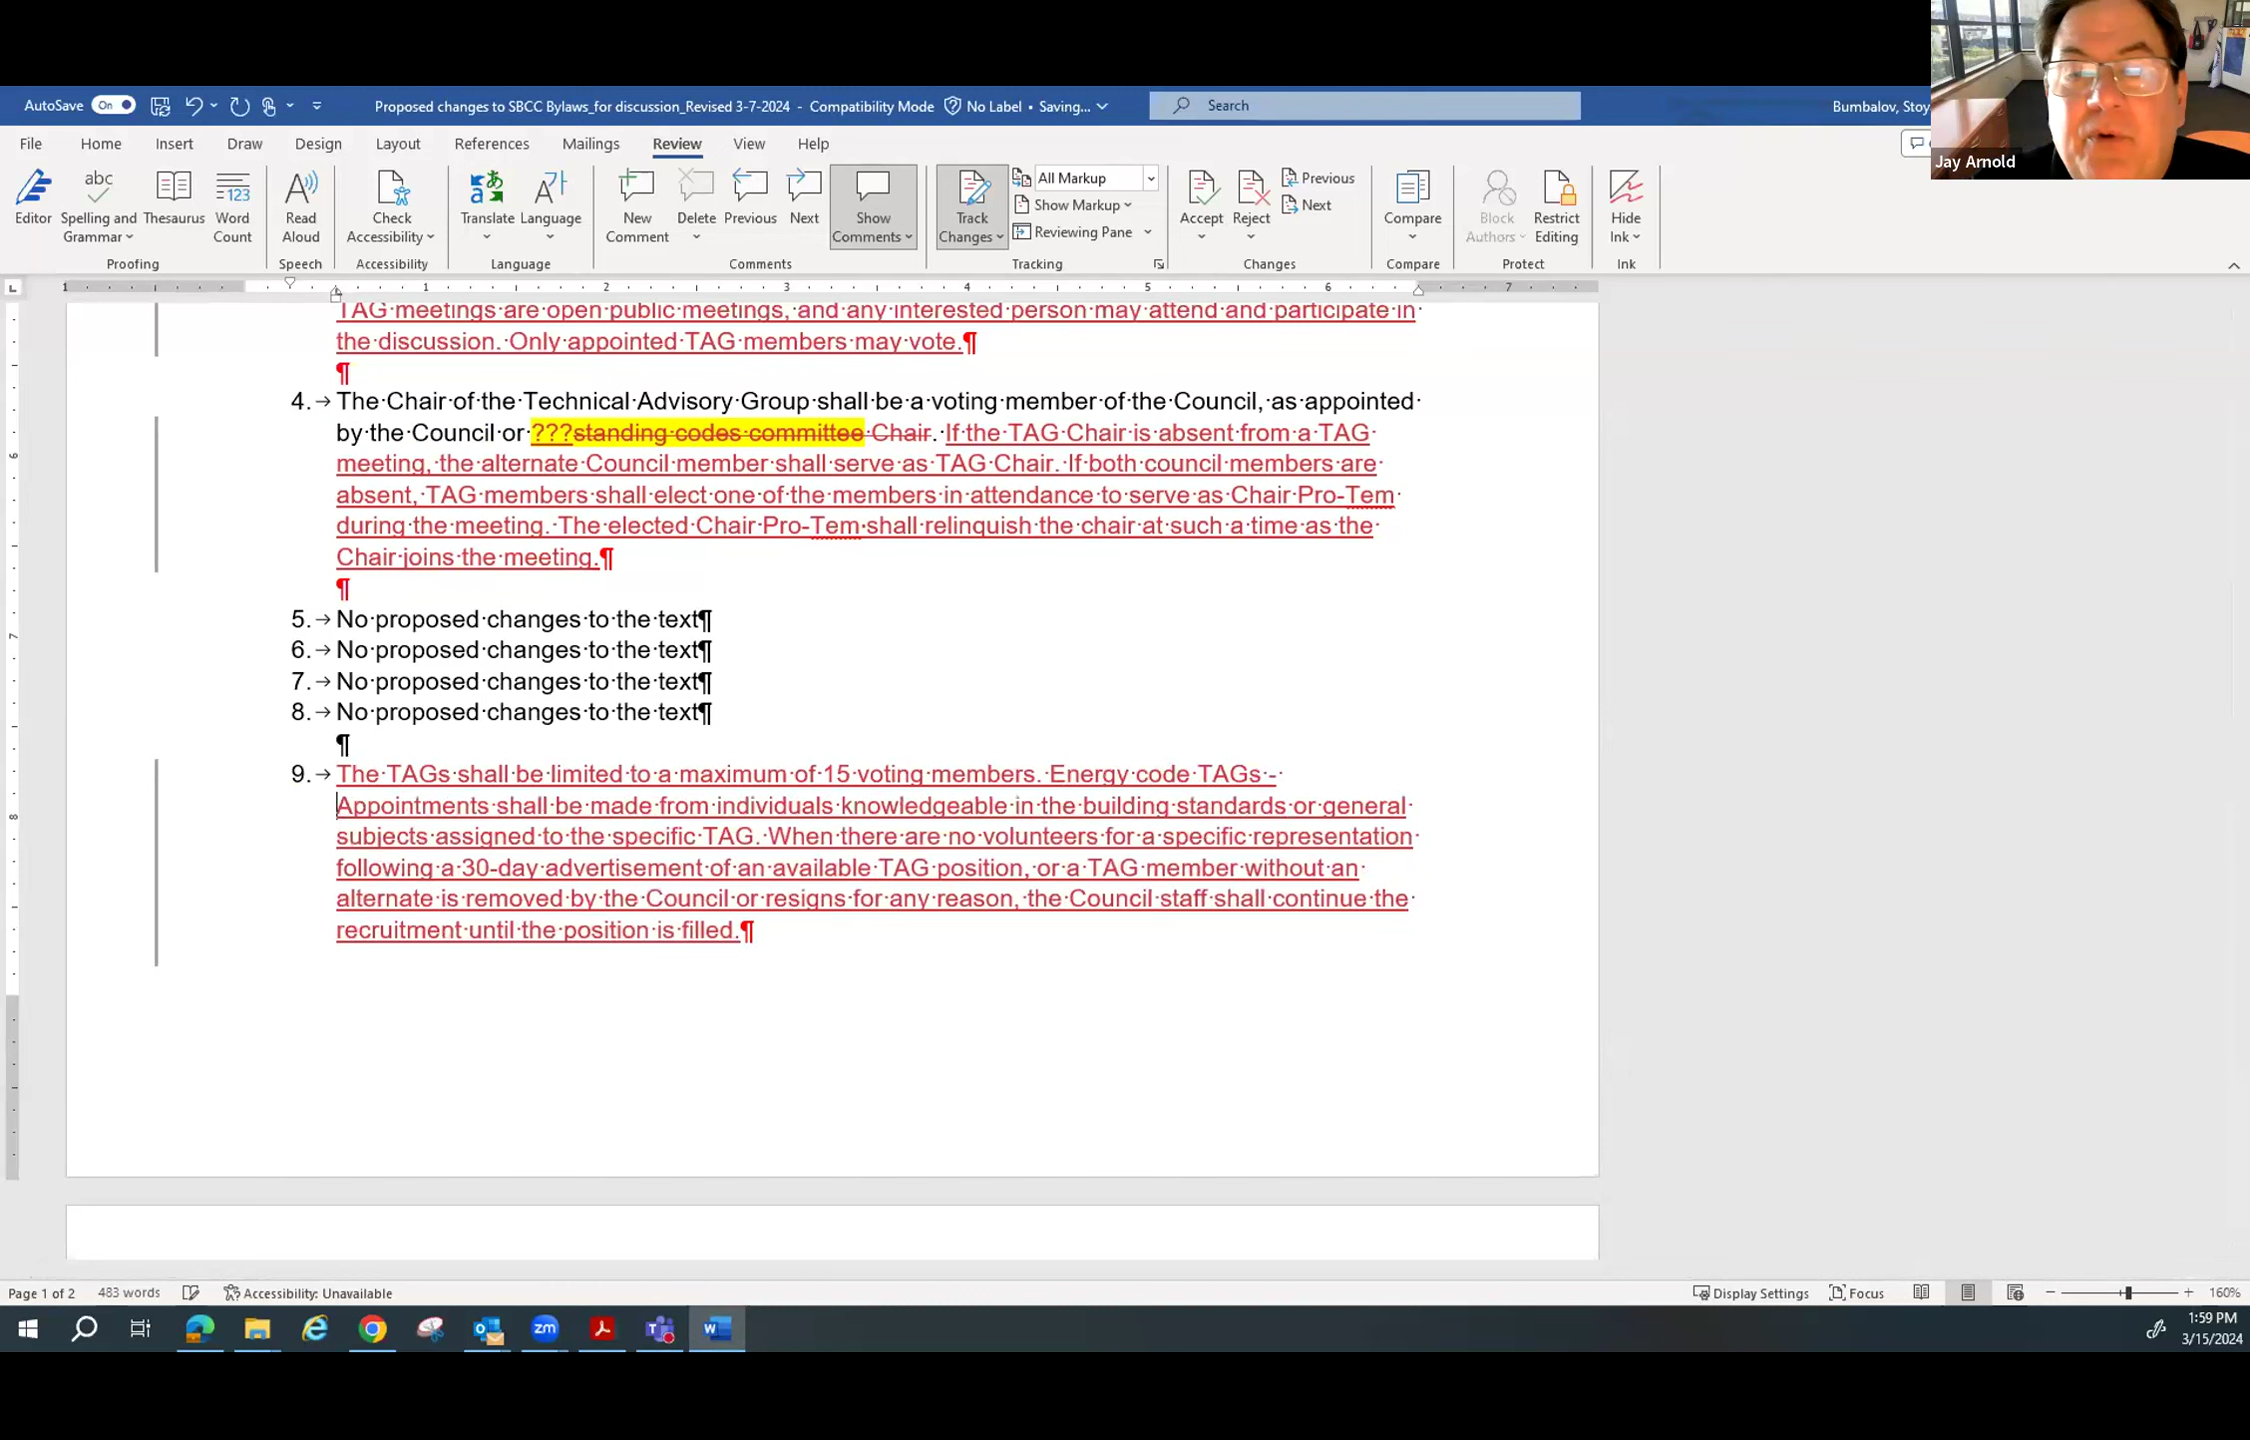 AutoSave On Proposed changes to SBCC Bylaws_for discussion_Revised 3-7-2024 - Compatibility Mode No Label • Saving... Search Bumbalov, Stoy
Jay Arnold
File Home Insert Draw Design Layout References Mailings Review View Help
Editor
Spelling and Grammar
Thesaurus
Word Count
Read Aloud
Check Accessibility
Translate
Language
New Comment
Delete
Previous
Next
Show Comments
Track Changes
All Markup
Show Markup
Reviewing Pane
Accept
Reject
Previous
Next
Compare
Block Authors
Restrict Editing
Hide Ink
Proofing Speech Accessibility Language Comments Tracking Changes Compare Protect Ink
1 1 2 3 4 5 6 7
TAG meetings are open public meetings, and any interested person may attend and participate in
the discussion. Only appointed TAG members may vote.¶
¶
4. → The Chair of the Technical Advisory Group shall be a voting member of the Council, as appointed
by the Council or ???standing codes committee Chair. If the TAG Chair is absent from a TAG
meeting, the alternate Council member shall serve as TAG Chair. If both council members are
absent, TAG members shall elect one of the members in attendance to serve as Chair Pro-Tem
during the meeting. The elected Chair Pro-Tem shall relinquish the chair at such a time as the
Chair joins the meeting.¶
¶
5. → No proposed changes to the text¶
6. → No proposed changes to the text¶
7. → No proposed changes to the text¶
8. → No proposed changes to the text¶
¶
9. → The TAGs shall be limited to a maximum of 15 voting members. Energy code TAGs -
Appointments shall be made from individuals knowledgeable in the building standards or general
subjects assigned to the specific TAG. When there are no volunteers for a specific representation
following a 30-day advertisement of an available TAG position, or a TAG member without an
alternate is removed by the Council or resigns for any reason, the Council staff shall continue the
recruitment until the position is filled.¶
6
7
8
Page 1 of 2 483 words Accessibility: Unavailable Display Settings Focus 160%
zm
1:59 PM
3/15/2024